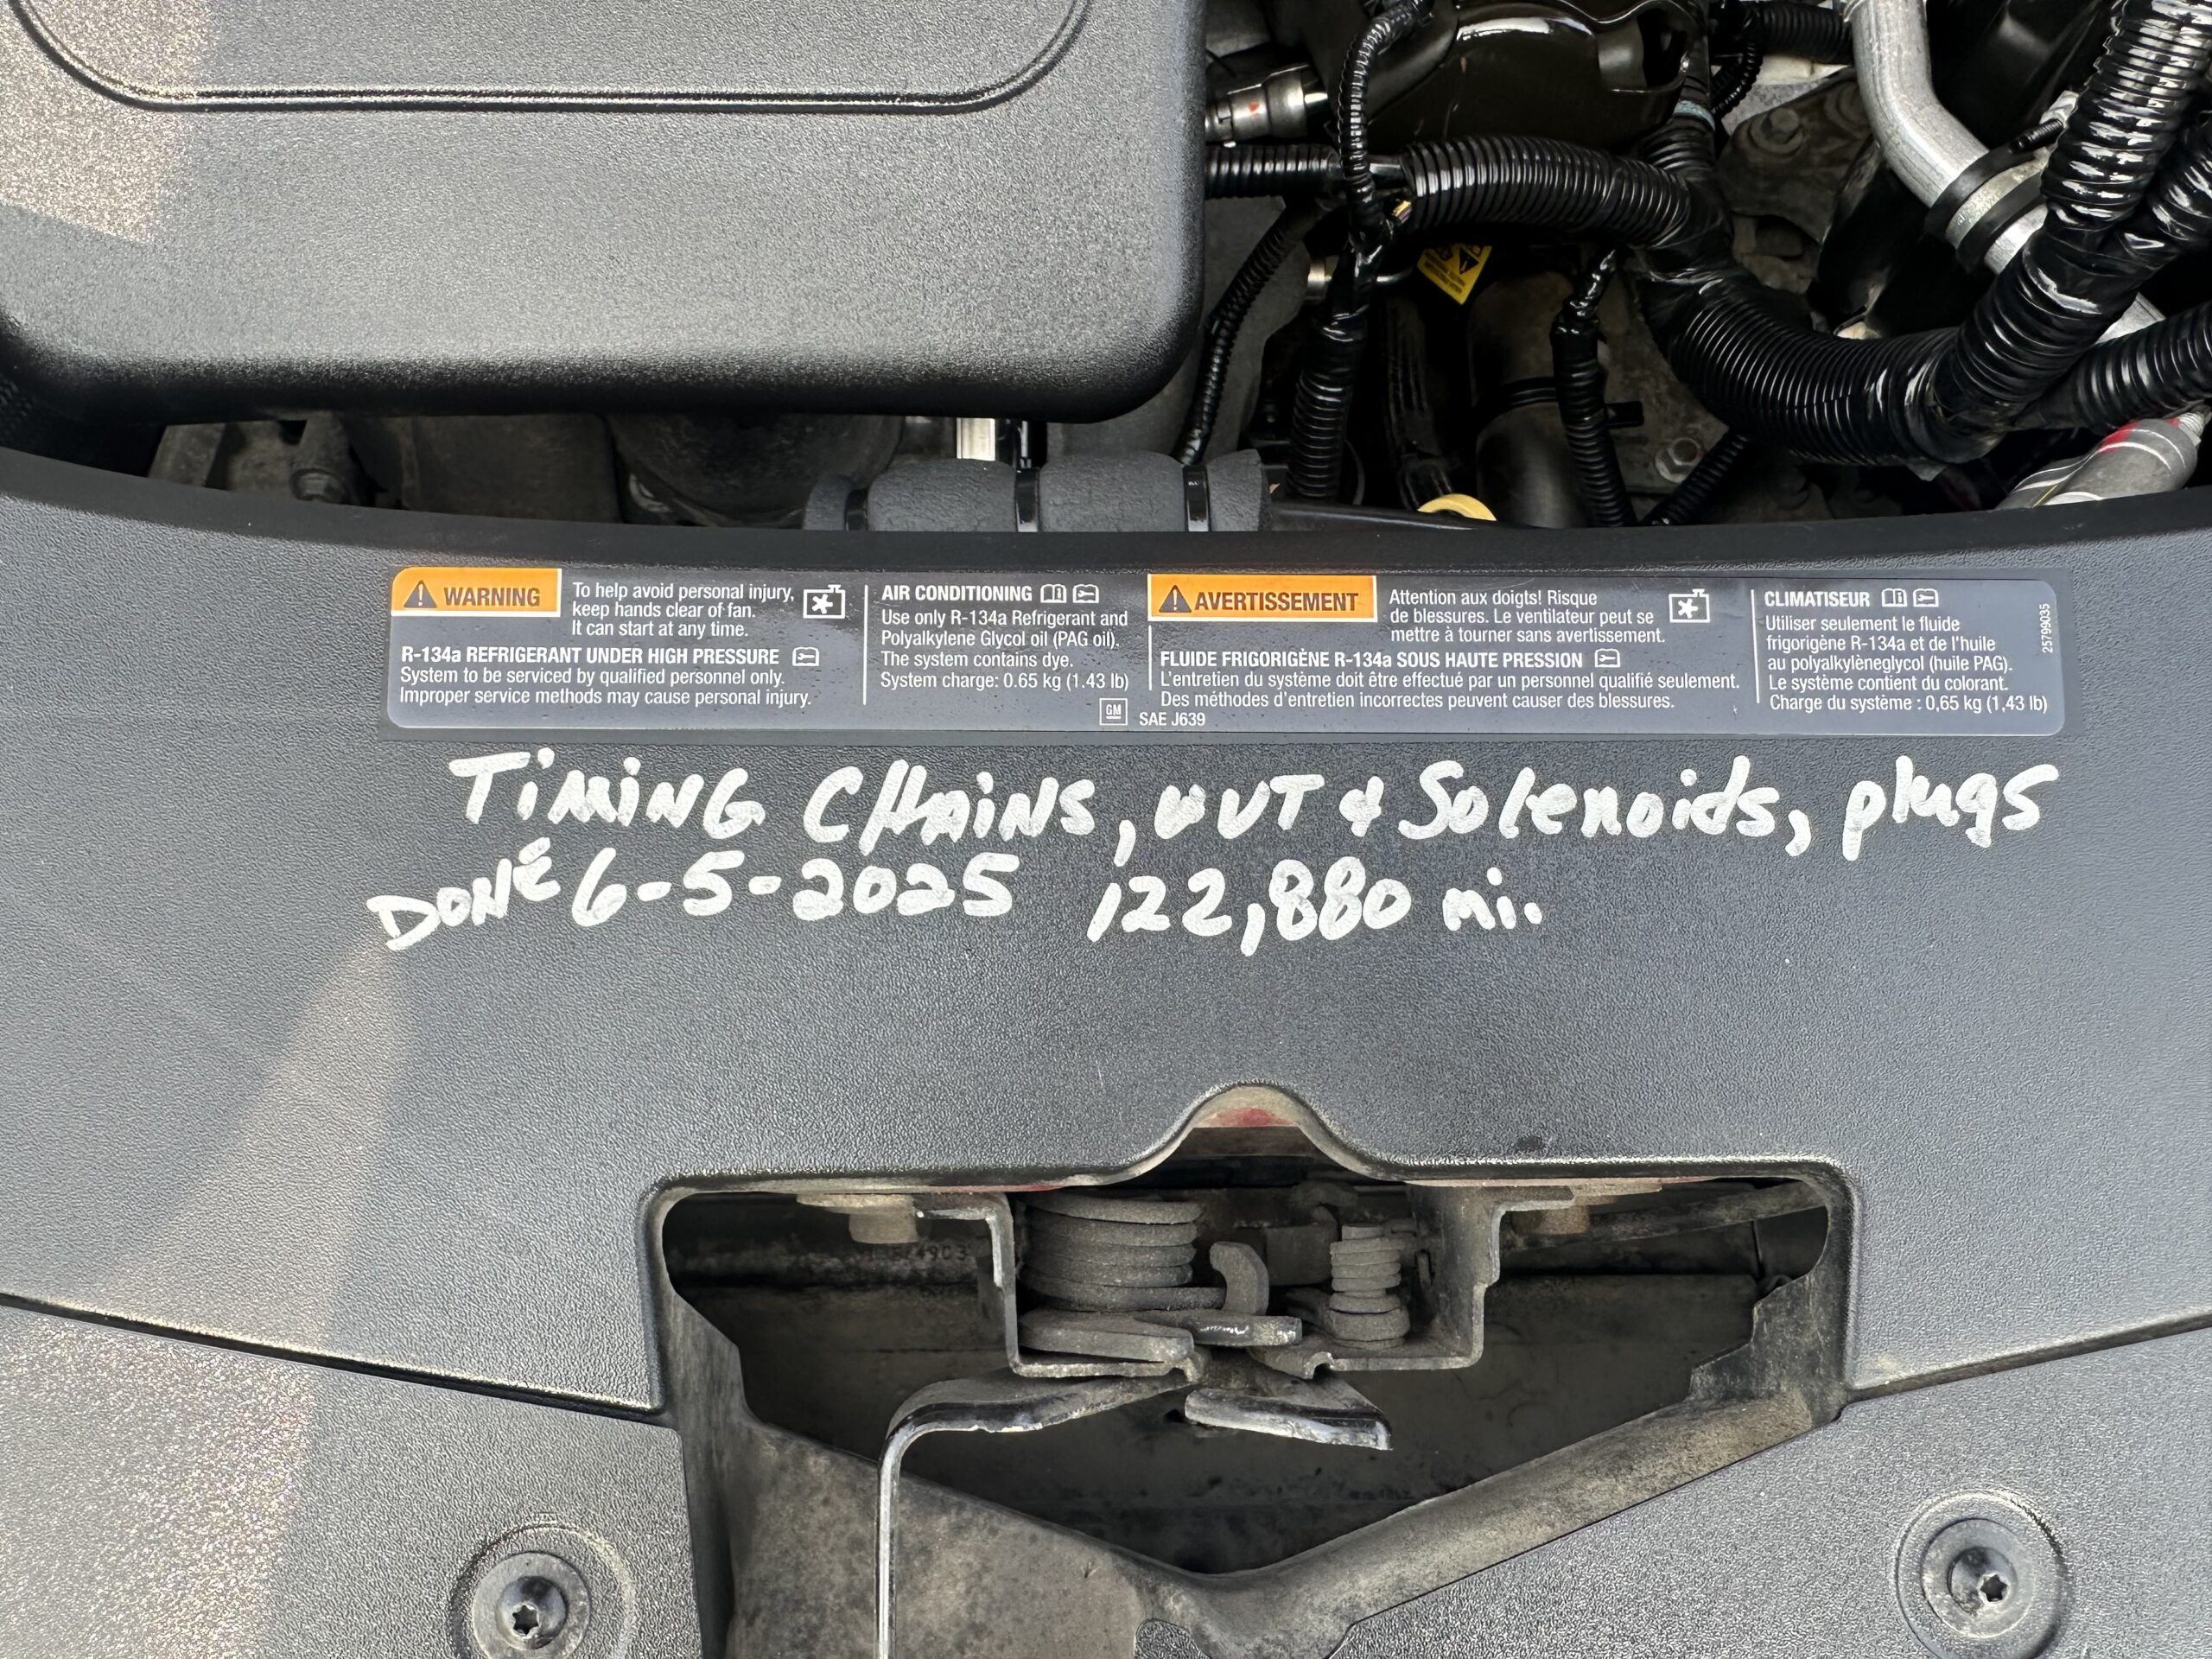 WARNING
To help avoid personal injury,
keep hands clear of fan.
It can start at any time.
R-134a REFRIGERANT UNDER HIGH PRESSURE
System to be serviced by qualified personnel only.
Improper service methods may cause personal injury.
AIR CONDITIONING
Use only R-134a Refrigerant and
Polyalkylene Glycol oil (PAG oil).
The system contains dye.
System charge: 0.65 kg (1.43 lb)
AVERTISSEMENT
Attention aux doigts! Risque
de blessures. Le ventilateur peut se
mettre à tourner sans avertissement.
FLUIDE FRIGORIGÈNE R-134a SOUS HAUTE PRESSION
L'entretien du système doit être effectué par un personnel qualifié seulement.
Des méthodes d'entretien incorrectes peuvent causer des blessures.
CLIMATISEUR
Utiliser seulement le fluide
frigorigène R-134a et de l'huile
au polyalkylèneglycol (huile PAG).
Le système contient du colorant.
Charge du système : 0,65 kg (1,43 lb)
25799035
GM SAE J639
TiMiNG CHAiNS, VVT & Solenoids, plugs
DONE 6-5-2025 122,880 mi.